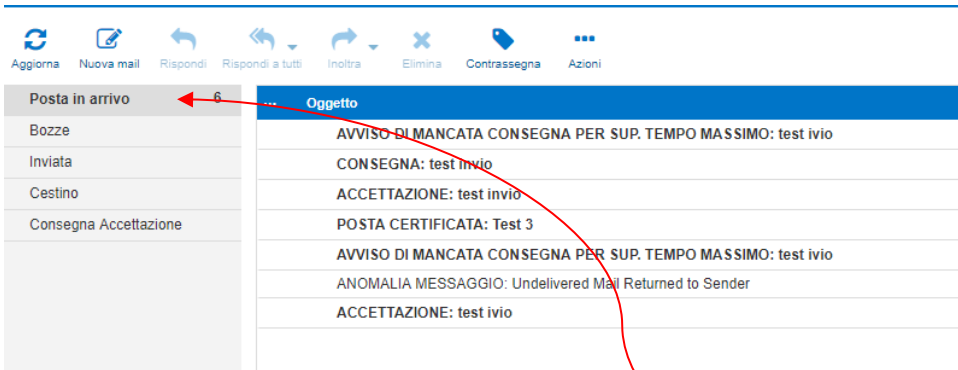 Aggiorna Nuova mail Rispondi Rispondi a tutti Inoltra Elimina Contrassegna Azioni
Posta in arrivo 6
Bozze
Inviata
Cestino
Consegna Accettazione
... Oggetto
AVVISO DI MANCATA CONSEGNA PER SUP. TEMPO MASSIMO: test ivio
CONSEGNA: test invio
ACCETTAZIONE: test invio
POSTA CERTIFICATA: Test 3
AVVISO DI MANCATA CONSEGNA PER SUP. TEMPO MASSIMO: test ivio
ANOMALIA MESSAGGIO: Undelivered Mail Returned to Sender
ACCETTAZIONE: test ivio